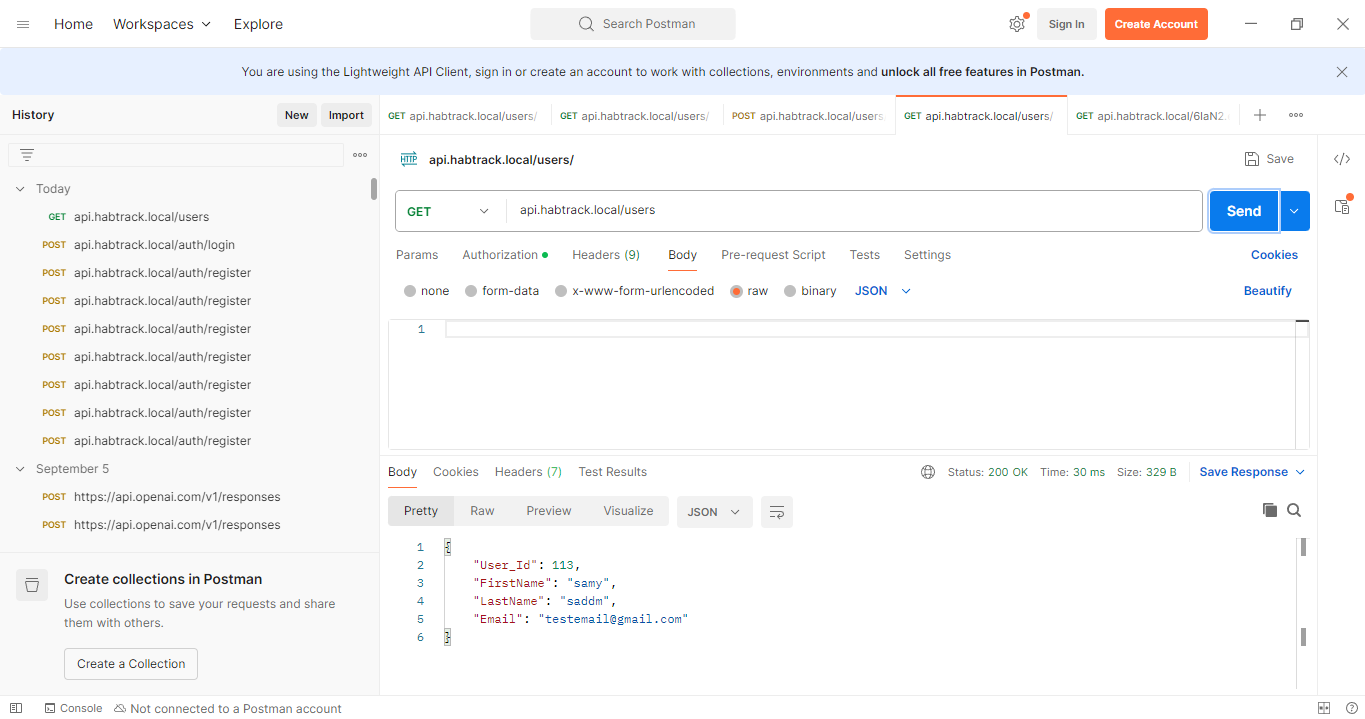 Home Workspaces Explore Search Postman Sign In Create Account
You are using the Lightweight API Client, sign in or create an account to work with collections, environments and unlock all free features in Postman.
History New Import
GET api.habtrack.local/users/ GET api.habtrack.local/users/ POST api.habtrack.local/users. GET api.habtrack.local/users/ GET api.habtrack.local/6IaN2.
HTTP api.habtrack.local/users/ Save
Today
GET api.habtrack.local/users
POST api.habtrack.local/auth/login
POST api.habtrack.local/auth/register
POST api.habtrack.local/auth/register
POST api.habtrack.local/auth/register
POST api.habtrack.local/auth/register
POST api.habtrack.local/auth/register
POST api.habtrack.local/auth/register
POST api.habtrack.local/auth/register
September 5
POST https://api.openai.com/v1/responses
POST https://api.openai.com/v1/responses
Create collections in Postman
Use collections to save your requests and share
them with others.
Create a Collection
GET api.habtrack.local/users Send
Params Authorization Headers (9) Body Pre-request Script Tests Settings Cookies
none form-data x-www-form-urlencoded raw binary JSON Beautify
1
Body Cookies Headers (7) Test Results Status: 200 OK Time: 30 ms Size: 329 B Save Response
Pretty Raw Preview Visualize JSON
1 {
2 "User_Id": 113,
3 "FirstName": "samy",
4 "LastName": "saddm",
5 "Email": "testemail@gmail.com"
6 }
Console Not connected to a Postman account